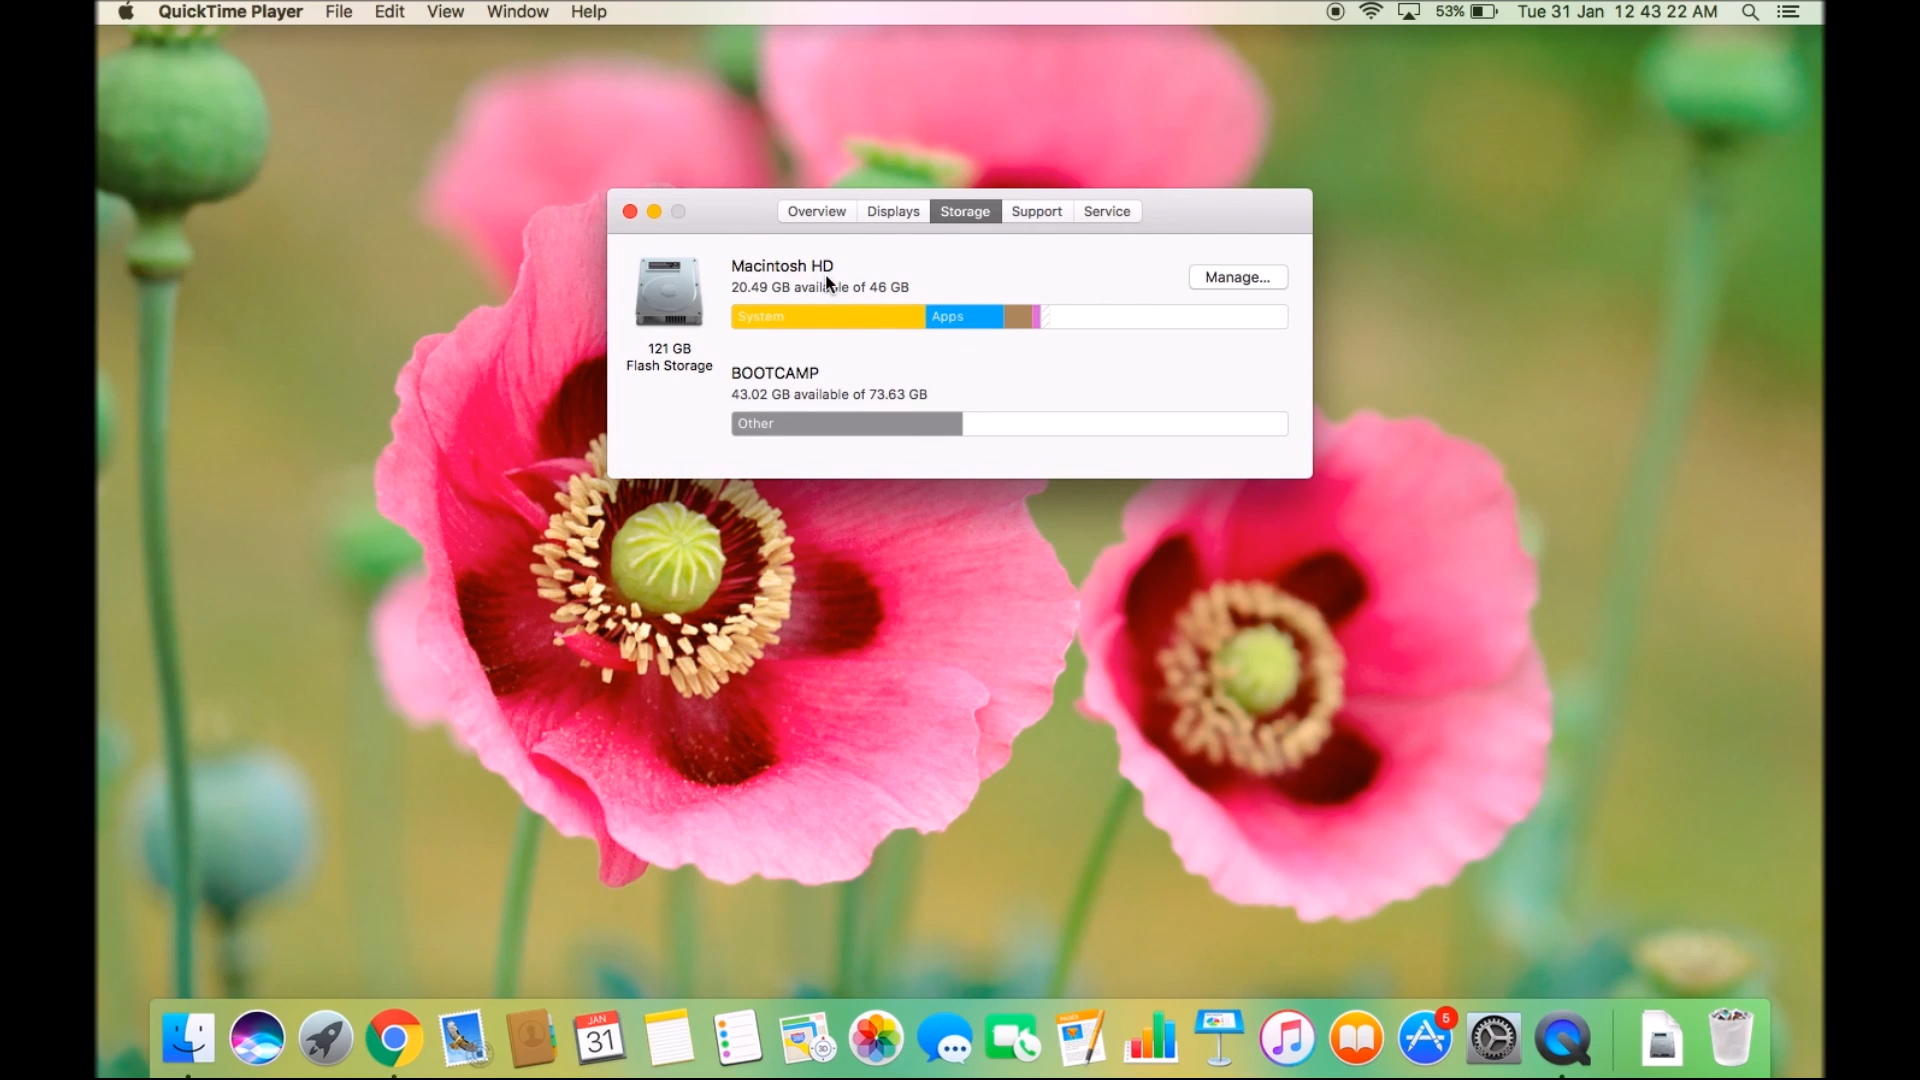 QuickTime Player File Edit View Window Help 53% Tue 31 Jan 12 43 22 AM
Overview Displays Storage Support Service
Macintosh HD
20.49 GB available of 46 GB
Manage...
System Apps
121 GB
Flash Storage
BOOTCAMP
43.02 GB available of 73.63 GB
Other
JAN
31
PAGES
5